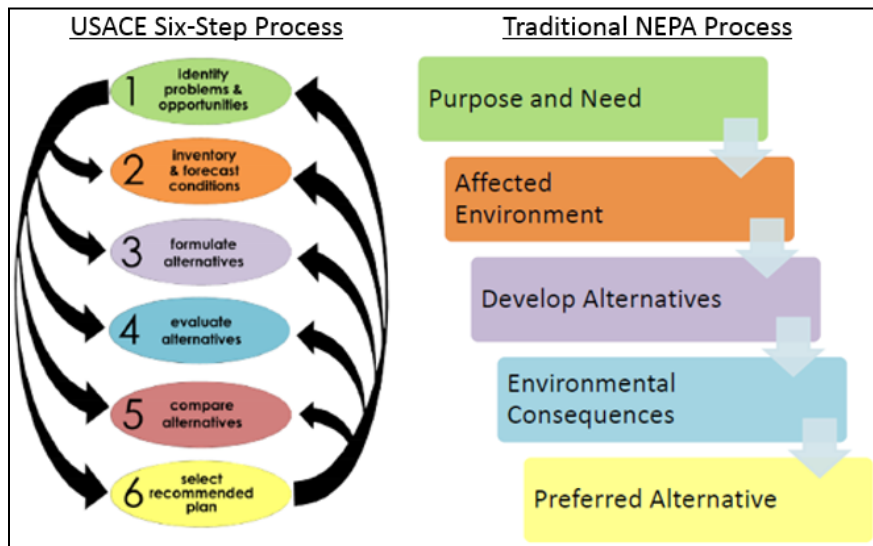 USACE Six-Step Process
1
identify
problems &
opportunities
2
inventory
& forecast
conditions
3
formulate
alternatives
4
evaluate
alternatives
5
compare
alternatives
6
select
recommended
plan
Traditional NEPA Process
Purpose and Need
Affected
Environment
Develop Alternatives
Environmental
Consequences
Preferred Alternative